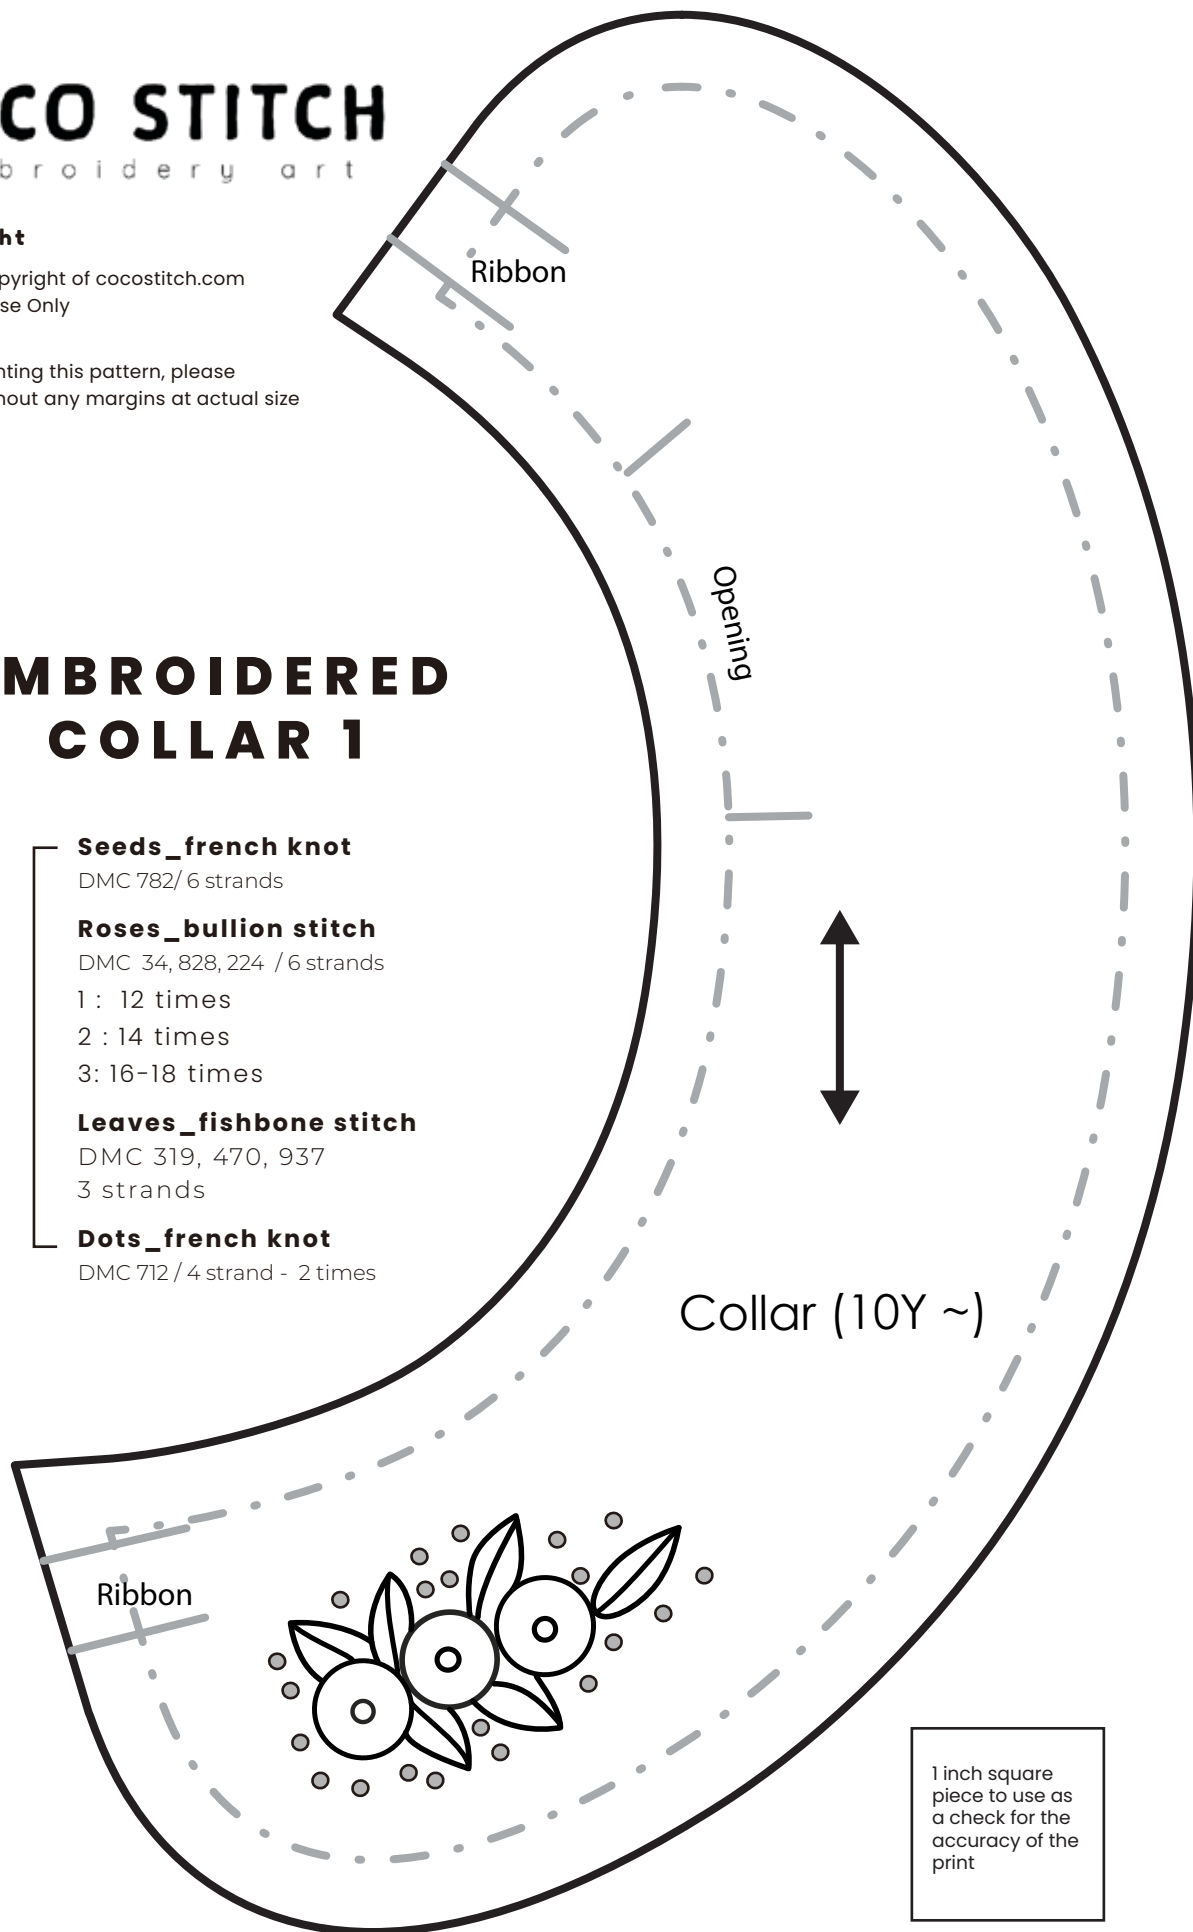 CO STITCH
broidery art
ht
pyright of cocostitch.com
se Only
nting this pattern, please
hout any margins at actual size
Ribbon
Opening
MBROIDERED
COLLAR 1
Seeds_french knot
DMC 782/ 6 strands
Roses_bullion stitch
DMC 34, 828, 224 / 6 strands
1 : 12 times
2 : 14 times
3: 16-18 times
Leaves_fishbone stitch
DMC 319, 470, 937
3 strands
Dots_french knot
DMC 712 / 4 strand - 2 times
Collar (10Y ~)
Ribbon
1 inch square
piece to use as
a check for the
accuracy of the
print